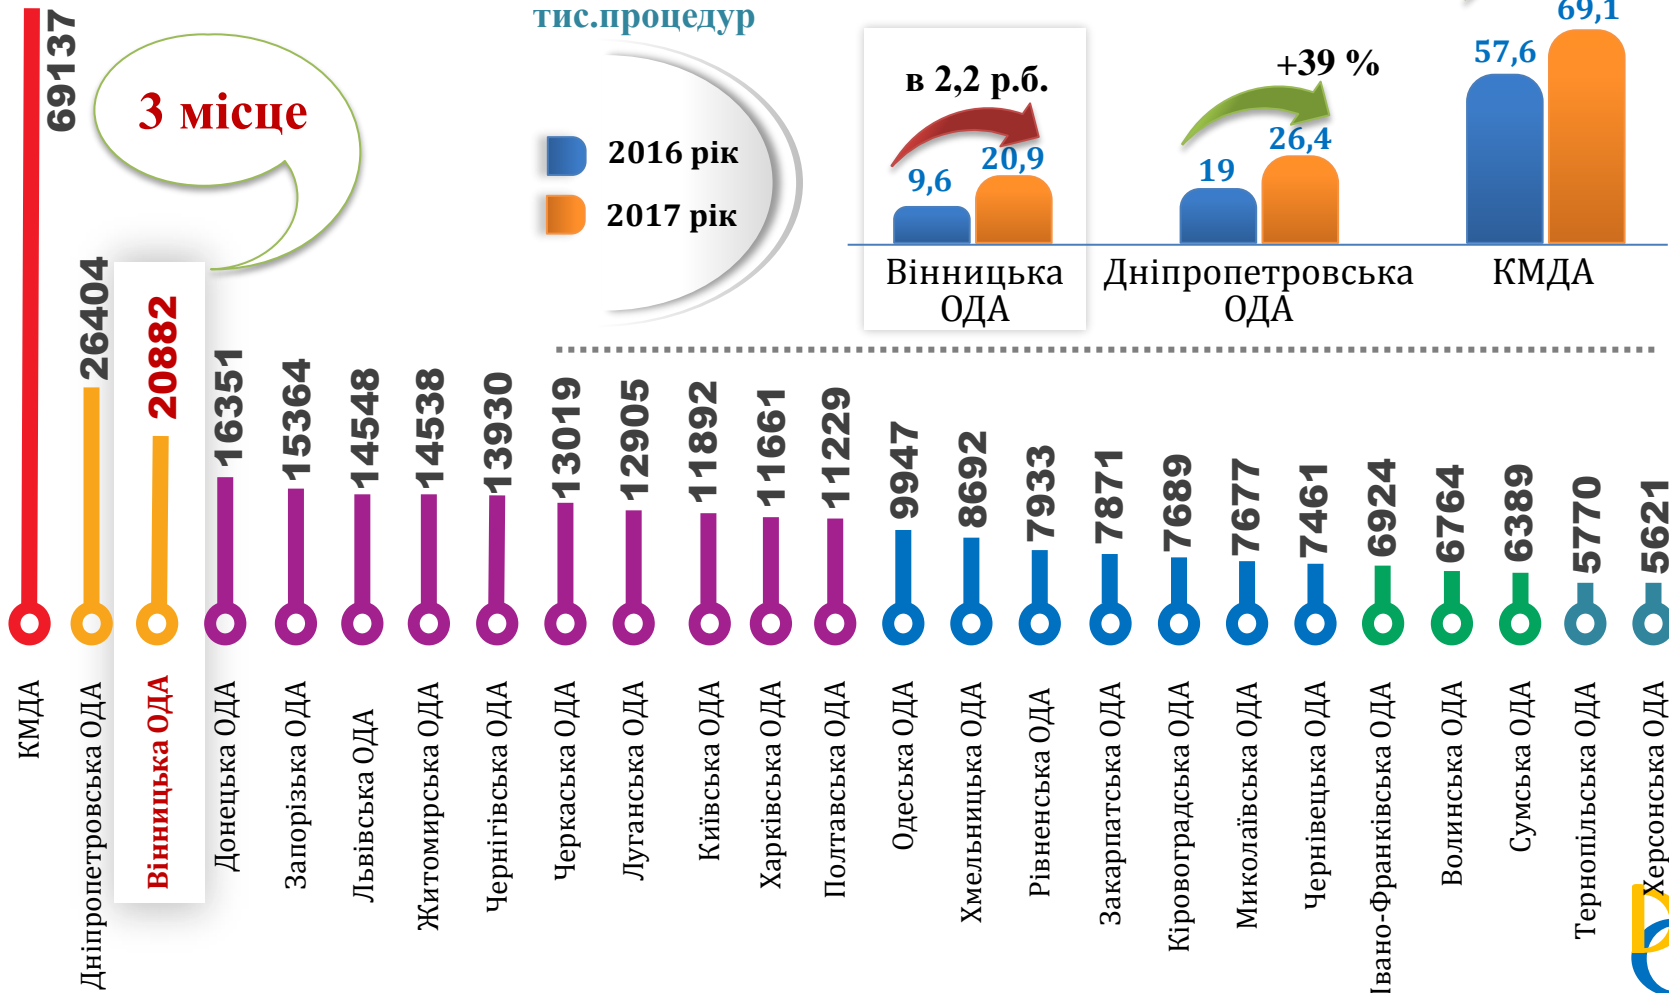 тис.процедур
2016 рік
2017 рік
3 місце
в 2,2 р.б.
9,6
20,9
Вінницька
ОДА
+39 %
19
26,4
Дніпропетровська
ОДА
57,6
69,1
КМДА
69137
26404
20882
16351
15364
14548
14538
13930
13019
12905
11892
11661
11229
9947
8692
7933
7871
7689
7677
7461
6924
6764
6389
5770
5621
КМДА
Дніпропетровська ОДА
Вінницька ОДА
Донецька ОДА
Запорізька ОДА
Львівська ОДА
Житомирська ОДА
Чернігівська ОДА
Черкаська ОДА
Луганська ОДА
Київська ОДА
Харківська ОДА
Полтавська ОДА
Одеська ОДА
Хмельницька ОДА
Рівненська ОДА
Закарпатська ОДА
Кіровоградська ОДА
Миколаївська ОДА
Чернівецька ОДА
Івано-Франківська ОДА
Волинська ОДА
Сумська ОДА
Тернопільська ОДА
Херсонська ОДА